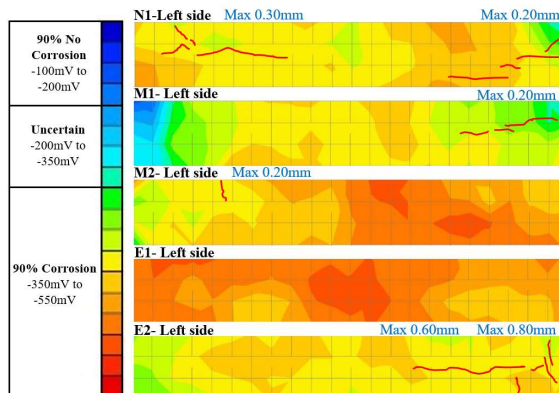 N1-Left side Max 0.30mm Max 0.20mm
90% No
Corrosion
-100mV to
-200mV
M1- Left side Max 0.20mm
Uncertain
-200mV to
-350mV
M2- Left side Max 0.20mm
E1- Left side
90% Corrosion
-350mV to
-550mV
E2- Left side Max 0.60mm Max 0.80mm